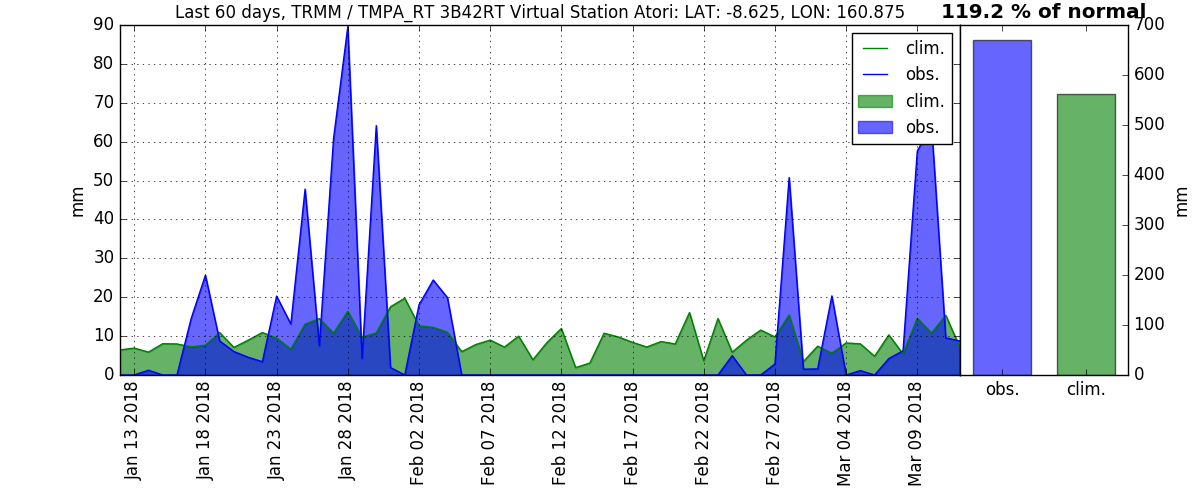 Last 60 days, TRMM / TMPA_RT 3B42RT Virtual Station Atori: LAT: -8.625, LON: 160.875
119.2 % of normal
mm
90
80
70
60
50
40
30
20
10
0
clim.
obs.
clim.
obs.
Jan 13 2018
Jan 18 2018
Jan 23 2018
Jan 28 2018
Feb 02 2018
Feb 07 2018
Feb 12 2018
Feb 17 2018
Feb 22 2018
Feb 27 2018
Mar 04 2018
Mar 09 2018
obs.
clim.
700
600
500
400
300
200
100
0
mm